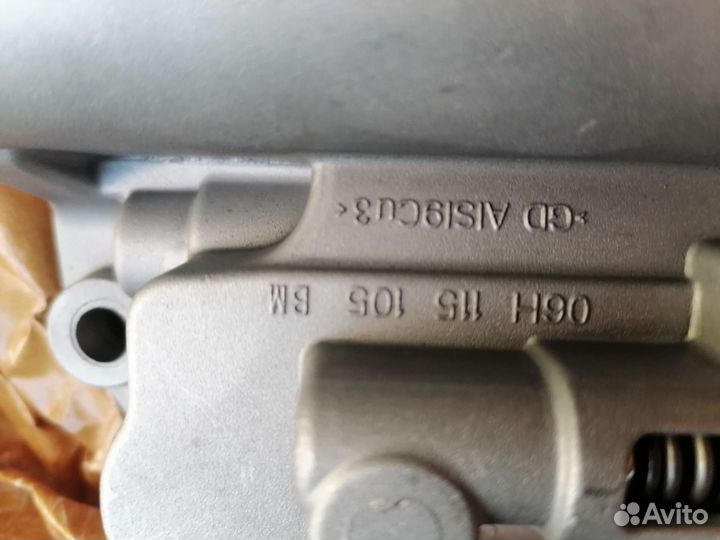 06H 115 105 BM
>GD AlSi9Cu3<
Avito